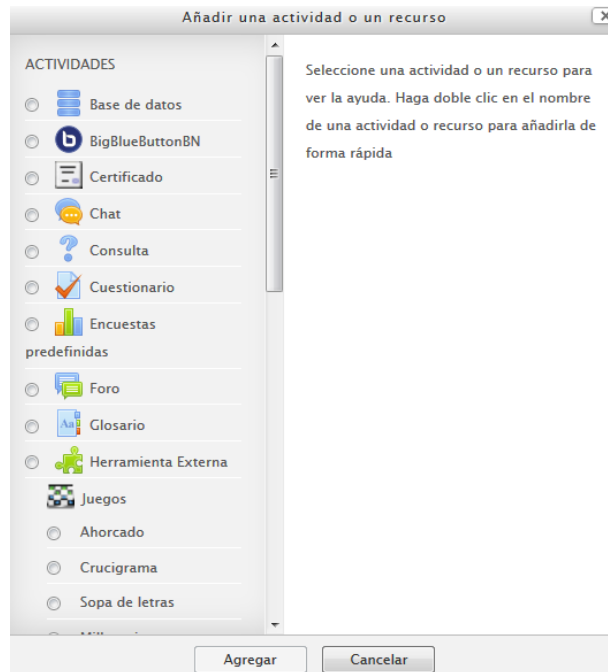 Añadir una actividad o un recurso
ACTIVIDADES
Base de datos
BigBlueButtonBN
Certificado
Chat
Consulta
Cuestionario
Encuestas
predefinidas
Foro
Glosario
Herramienta Externa
Juegos
Ahorcado
Crucigrama
Sopa de letras
Seleccione una actividad o un recurso para
ver la ayuda. Haga doble clic en el nombre
de una actividad o recurso para añadirla de
forma rápida
Agregar
Cancelar